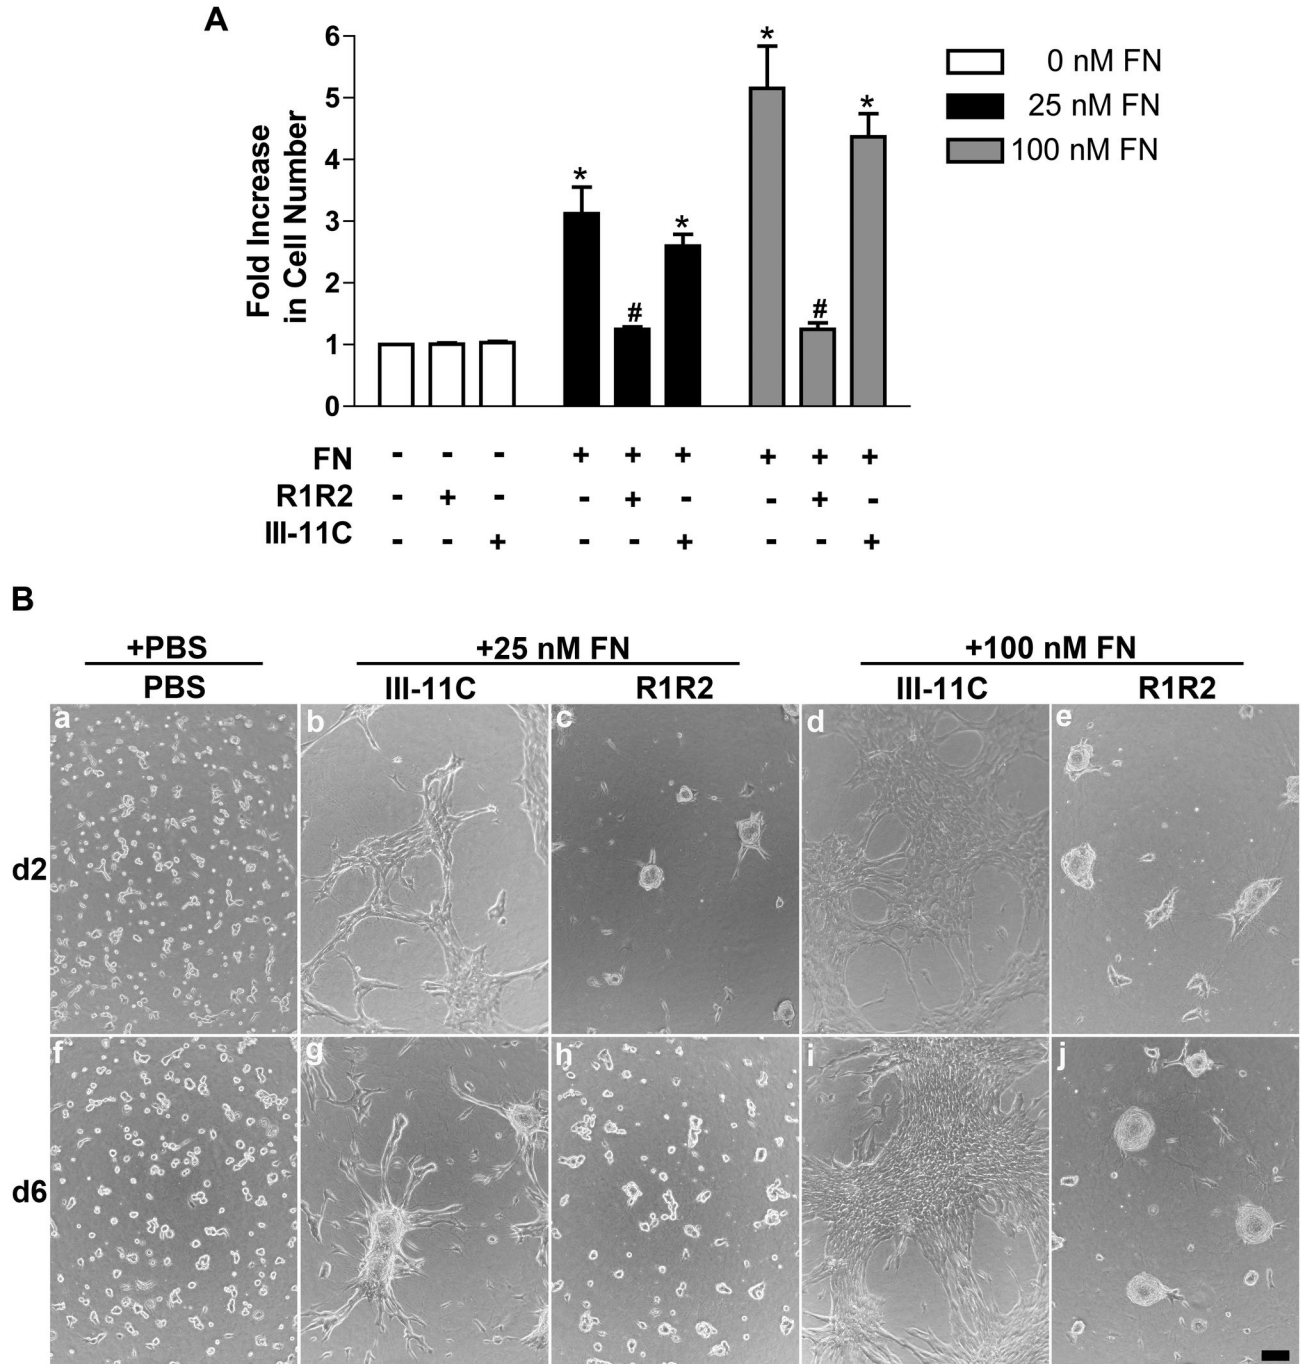 A
Fold Increase
in Cell Number
6
5
4
3
2
1
0
* # * * # *
0 nM FN
25 nM FN
100 nM FN
FN - - - + + + + + +
R1R2 - + - - + - - + -
III-11C - - + - - + - - +
B
+PBS +25 nM FN +100 nM FN
PBS III-11C R1R2 III-11C R1R2
d2 a b c d e
d6 f g h i j